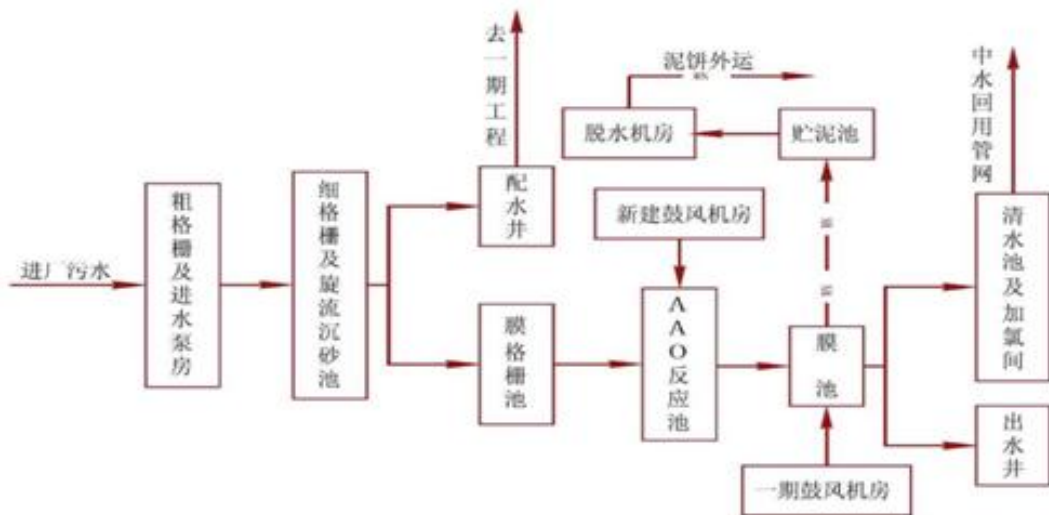 进厂污水
粗格栅及进水泵房
细格栅及旋流沉砂池
去一期工程
配水井
膜格栅池
泥饼外运
脱水机房
贮泥池
新建鼓风机房
AAO反应池
膜池
一期鼓风机房
中水回用管网
清水池及加氯间
出水井